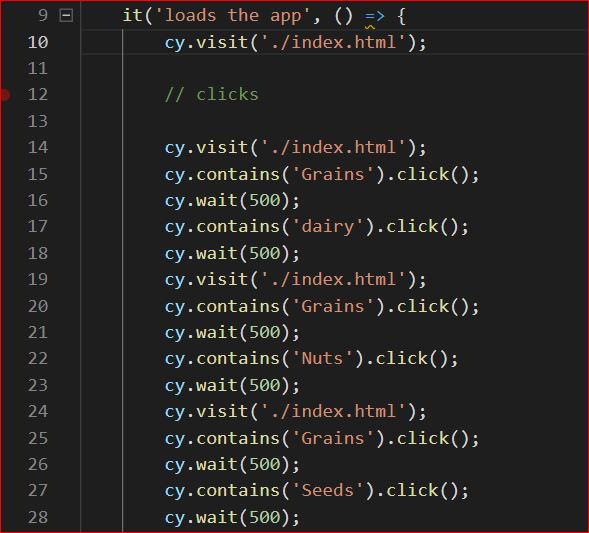 9 it('loads the app', () => {
10 cy.visit('./index.html');
11
12 // clicks
13
14 cy.visit('./index.html');
15 cy.contains('Grains').click();
16 cy.wait(500);
17 cy.contains('dairy').click();
18 cy.wait(500);
19 cy.visit('./index.html');
20 cy.contains('Grains').click();
21 cy.wait(500);
22 cy.contains('Nuts').click();
23 cy.wait(500);
24 cy.visit('./index.html');
25 cy.contains('Grains').click();
26 cy.wait(500);
27 cy.contains('Seeds').click();
28 cy.wait(500);